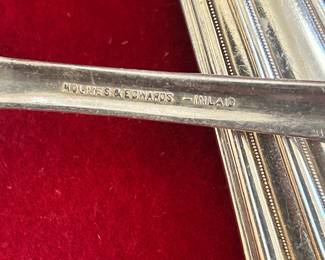 HOLMES & EDWARDS – INLAID